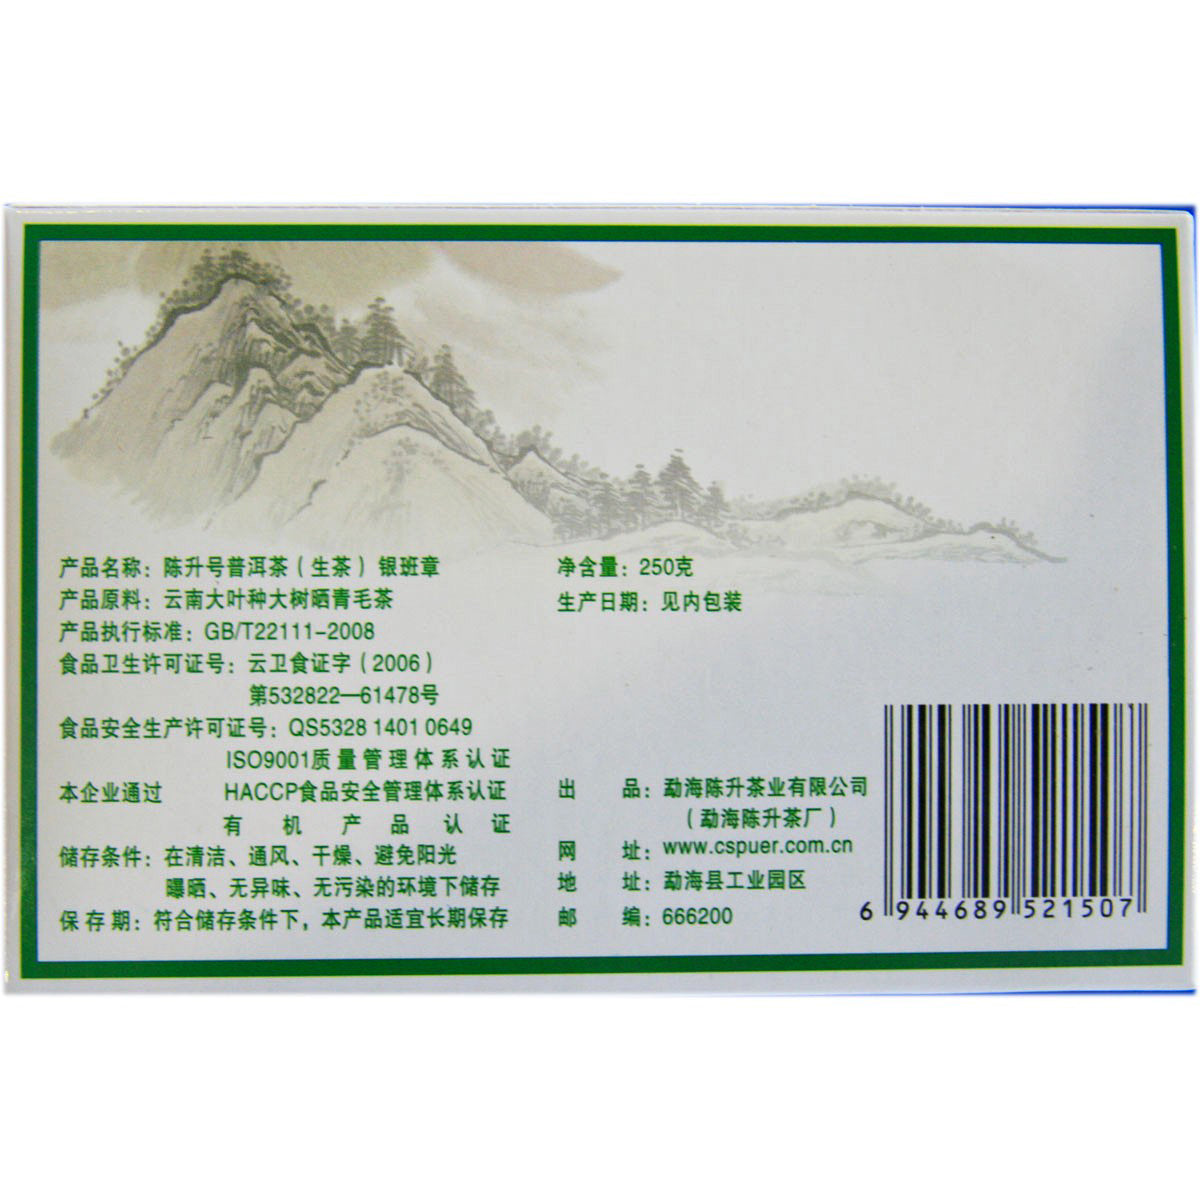 产品名称：陈升号普洱茶（生茶）银班章
产品原料：云南大叶种大树晒青毛茶
产品执行标准：GB/T22111-2008
食品卫生许可证号：云卫食证字（2006）
第532822—61478号
食品安全生产许可证号：QS5328 1401 0649
ISO9001质量管理体系认证
本企业通过 HACCP食品安全管理体系认证
有机产品认证
储存条件：在清洁、通风、干燥、避免阳光
曝晒、无异味、无污染的环境下储存
保存期：符合储存条件下，本产品适宜长期保存
净含量：250克
生产日期：见内包装
出品：勐海陈升茶业有限公司
（勐海陈升茶厂）
网址：www.cspuer.com.cn
地址：勐海县工业园区
邮编：666200
6 944689 521507